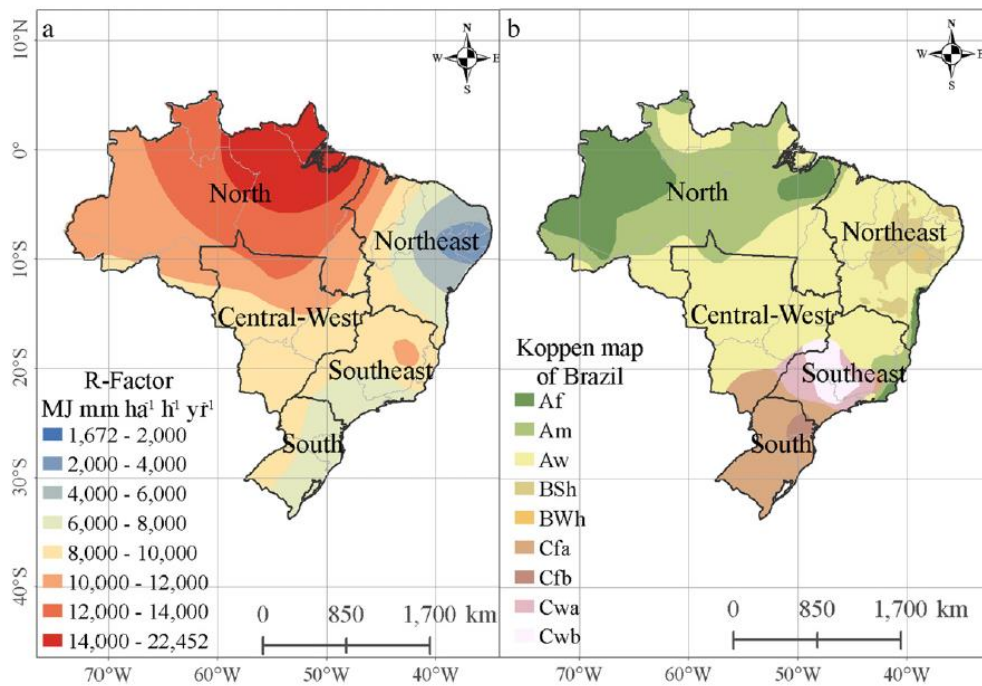 a
N
W E
S
10°N
0°
10°S
20°S
30°S
40°S
North
Northeast
Central-West
Southeast
South
R-Factor
MJ mm ha⁻¹ h⁻¹ yr⁻¹
1,672 - 2,000
2,000 - 4,000
4,000 - 6,000
6,000 - 8,000
8,000 - 10,000
10,000 - 12,000
12,000 - 14,000
14,000 - 22,452
0 850 1,700 km
70°W 60°W 50°W 40°W
b
N
W E
S
North
Northeast
Central-West
Southeast
South
Koppen map
of Brazil
Af
Am
Aw
BSh
BWh
Cfa
Cfb
Cwa
Cwb
0 850 1,700 km
70°W 60°W 50°W 40°W